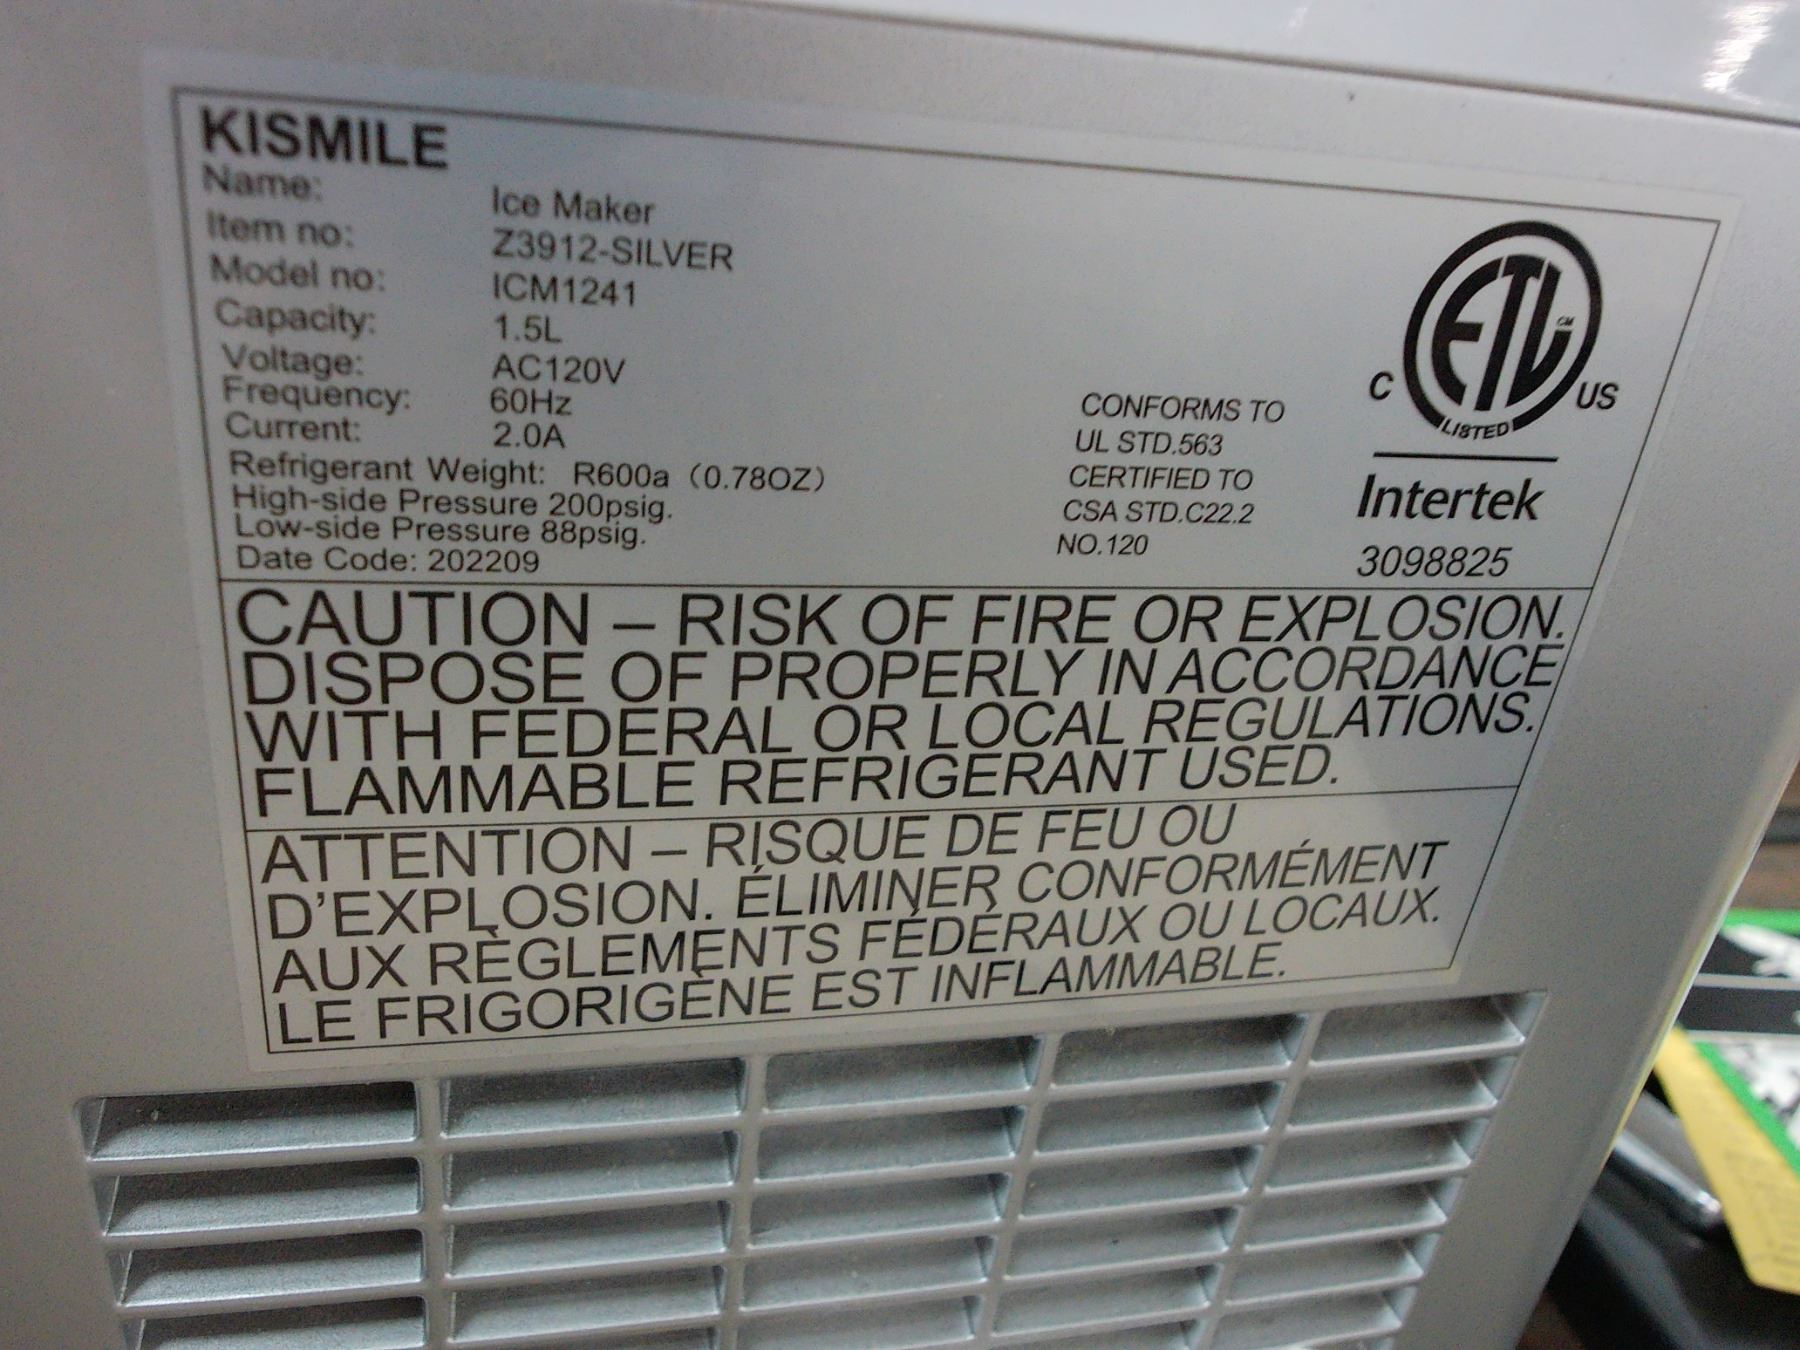 KISMILE
Name: Ice Maker
Item no: Z3912-SILVER
Model no: ICM1241
Capacity: 1.5L
Voltage: AC120V
Frequency: 60Hz
Current: 2.0A
Refrigerant Weight: R600a (0.78OZ)
High-side Pressure 200psig.
Low-side Pressure 88psig.
Date Code: 202209
CONFORMS TO
UL STD.563
CERTIFIED TO
CSA STD.C22.2
NO.120
ETL CM
C US
LISTED
Intertek
3098825
CAUTION – RISK OF FIRE OR EXPLOSION.
DISPOSE OF PROPERLY IN ACCORDANCE
WITH FEDERAL OR LOCAL REGULATIONS.
FLAMMABLE REFRIGERANT USED.
ATTENTION – RISQUE DE FEU OU
D'EXPLOSION. ÉLIMINER CONFORMÉMENT
AUX RÈGLEMENTS FÉDÉRAUX OU LOCAUX.
LE FRIGORIGÈNE EST INFLAMMABLE.